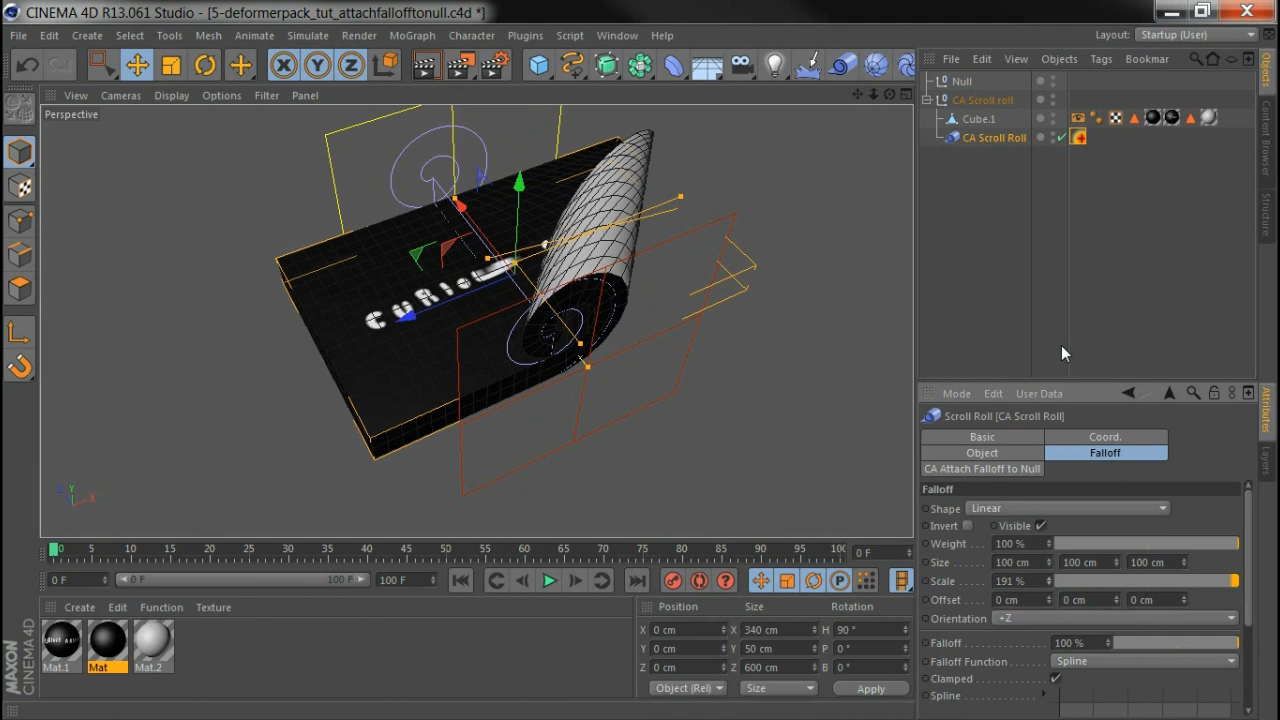 CINEMA 4D R13.061 Studio - [5-deformerpack_tut_attachfallofftonull.c4d *]
File Edit Create Select Tools Mesh Animate Simulate Render MoGraph Character Plugins Script Window Help Layout: Startup (User)
X Y Z
File Edit View Objects Tags Bookmark
View Cameras Display Options Filter Panel
Perspective
Null
CA Scroll roll
Cube.1
CA Scroll Roll
Objects
Content Browser
Structure
Mode Edit User Data
Scroll Roll [CA Scroll Roll]
Basic Coord.
Object Falloff
CA Attach Falloff to Null
Attributes
Layers
Falloff
Shape Linear
Invert Visible
Weight 100 %
Size 100 cm 100 cm 100 cm
Scale 191 %
Offset 0 cm 0 cm 0 cm
Orientation +Z
Falloff 100 %
Falloff Function Spline
Clamped
Spline
Y X
0 5 10 15 20 25 30 35 40 45 50 55 60 65 70 75 80 85 90 95 100 0 F
0 F 0 F 100 F 100 F
Create Edit Function Texture
Mat.1 Mat Mat.2
Position Size Rotation
X 0 cm X 340 cm H 90 °
Y 0 cm Y 50 cm P 0 °
Z 0 cm Z 600 cm B 0 °
Object (Rel) Size Apply
MAXON
CINEMA 4D